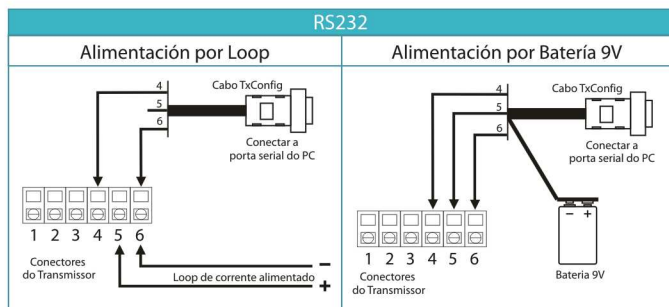 RS232
Alimentación por Loop
4
5
6
Cabo TxConfig
Conectar a
porta serial do PC
1 2 3 4 5 6
Conectores
do Transmissor
Loop de corrente alimentado
−
+
Alimentación por Batería 9V
4
5
6
Cabo TxConfig
Conectar a
porta serial do PC
1 2 3 4 5 6
Conectores
do Transmissor
− +
Bateria 9V